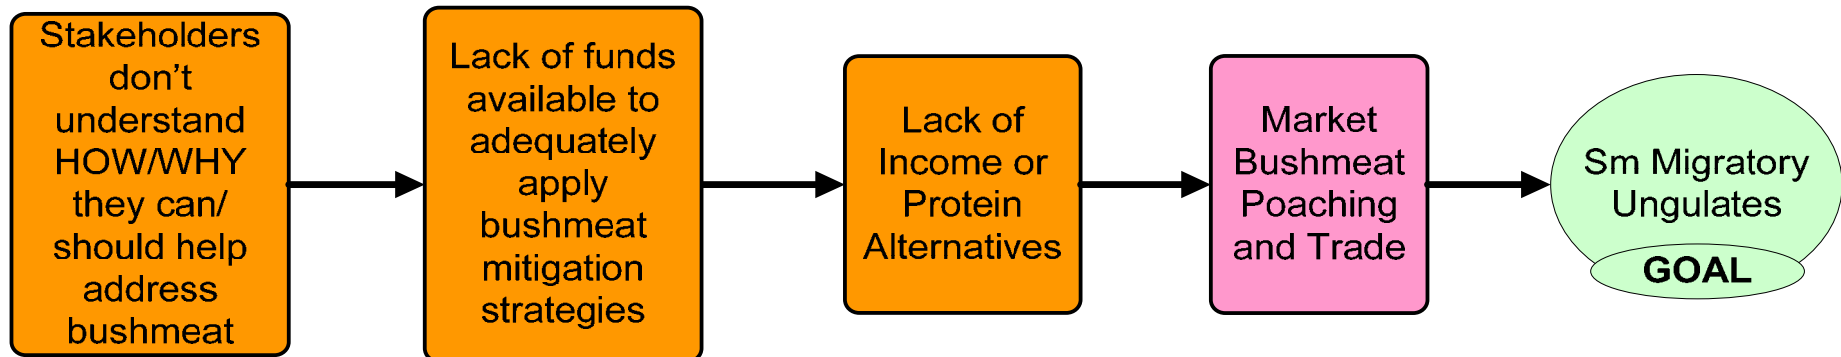 Stakeholders
don’t
understand
HOW/WHY
they can/
should help
address
bushmeat
Lack of funds
available to
adequately
apply
bushmeat
mitigation
strategies
Lack of
Income or
Protein
Alternatives
Market
Bushmeat
Poaching
and Trade
Sm Migratory
Ungulates
GOAL